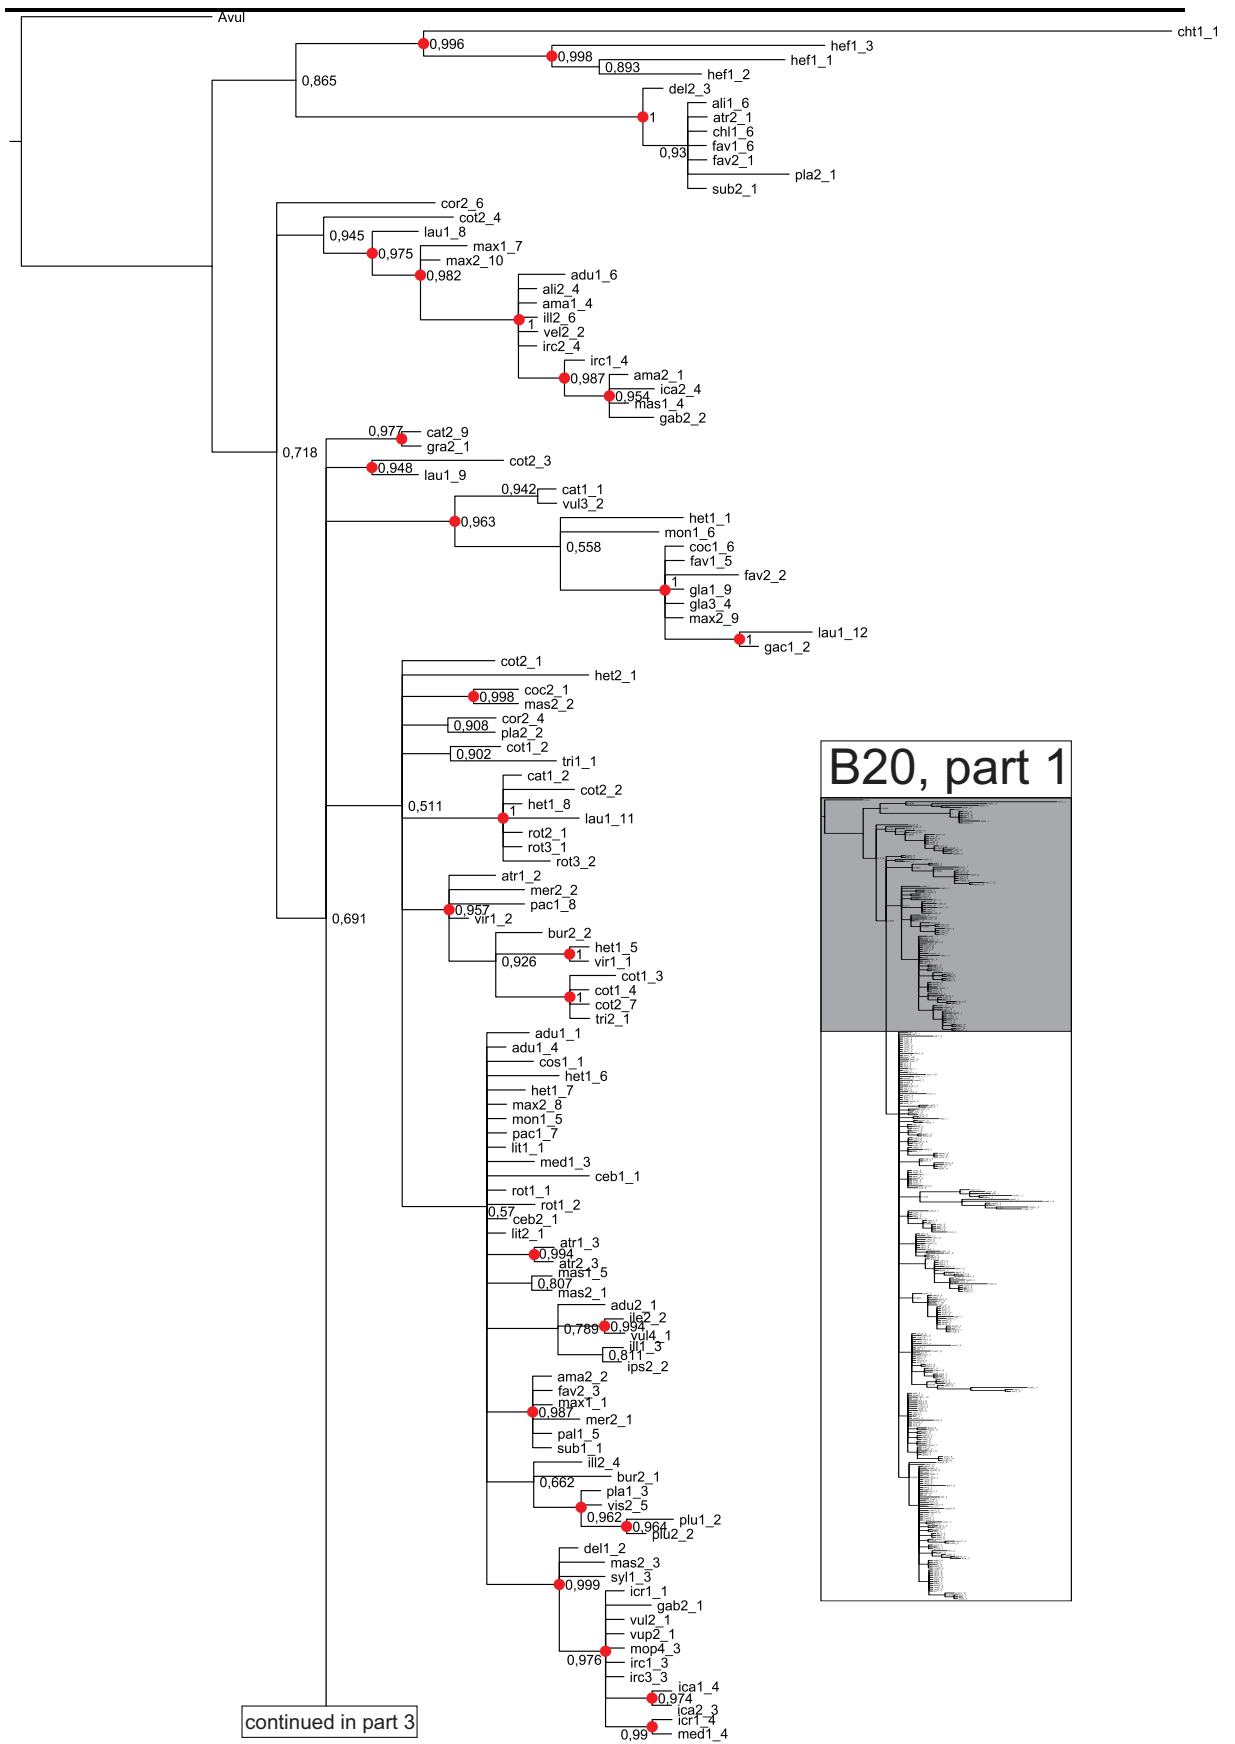 Avul
cht1_1
0,996
hef1_3
0,998
hef1_1
0,893
hef1_2
0,865
del2_3
1
ali1_6
atr2_1
chl1_6
fav1_6
0,93
fav2_1
pla2_1
sub2_1
cor2_6
cot2_4
0,945
lau1_8
0,975
max1_7
max2_10
0,982
adu1_6
ali2_4
ama1_4
ill2_6
1
vel2_2
irc2_4
irc1_4
0,987
ama2_1
ica2_4
0,954
mas1_4
gab2_2
0,977
cat2_9
gra2_1
0,718
cot2_3
0,948
lau1_9
0,942
cat1_1
vul3_2
0,963
het1_1
mon1_6
0,558
coc1_6
fav1_5
fav2_2
1
gla1_9
gla3_4
max2_9
lau1_12
1
gac1_2
cot2_1
het2_1
coc2_1
0,998
mas2_2
cor2_4
0,908
pla2_2
cot1_2
0,902
tri1_1
cat1_2
cot2_2
het1_8
0,511
1
lau1_11
rot2_1
rot3_1
rot3_2
atr1_2
mer2_2
pac1_8
0,957
vir1_2
0,691
bur2_2
het1_5
1
0,926
vir1_1
cot1_3
cot1_4
1
cot2_7
tri2_1
adu1_1
adu1_4
cos1_1
het1_6
het1_7
max2_8
mon1_5
pac1_7
lit1_1
med1_3
ceb1_1
rot1_1
rot1_2
0,57
ceb2_1
lit2_1
atr1_3
0,994
atr2_3
mas1_5
0,807
mas2_1
adu2_1
ile2_2
0,789
0,994
vul4_1
ill1_3
0,811
ips2_2
ama2_2
fav2_3
max1_1
0,987
mer2_1
pal1_5
sub1_1
ill2_4
bur2_1
0,662
pla1_3
vis2_5
0,962
plu1_2
0,964
plu2_2
del1_2
mas2_3
syl1_3
0,999
icr1_1
gab2_1
vul2_1
vup2_1
mop4_3
0,976
irc1_3
irc3_3
ica1_4
0,974
ica2_3
icr1_4
0,99
med1_4
B20, part 1
continued in part 3